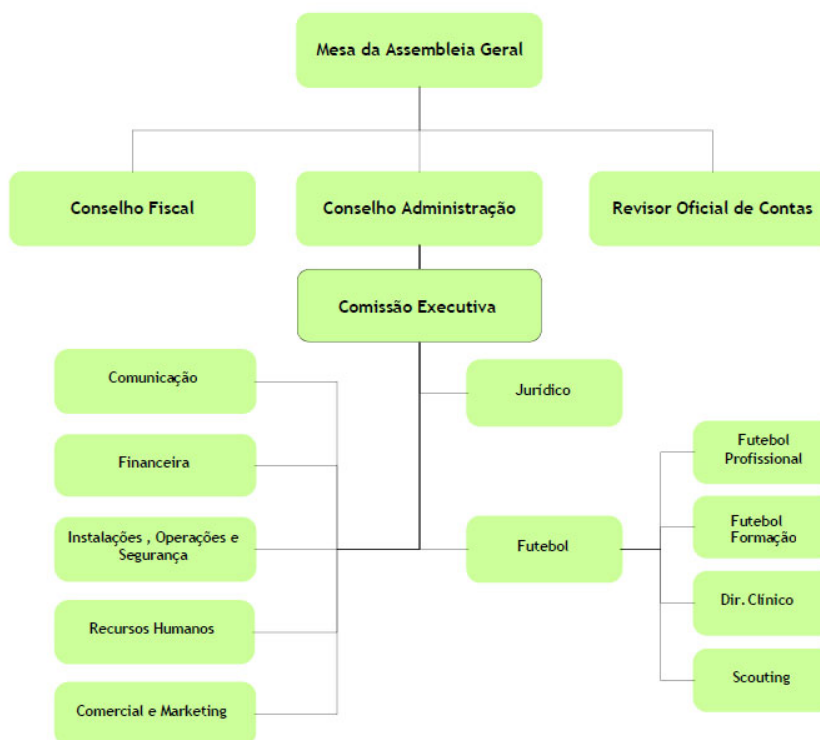 Mesa da Assembleia Geral
Conselho Fiscal
Conselho Administração
Revisor Oficial de Contas
Comissão Executiva
Comunicação
Financeira
Instalações , Operações e
Segurança
Recursos Humanos
Comercial e Marketing
Jurídico
Futebol
Futebol
Profissional
Futebol
Formação
Dir. Clínico
Scouting